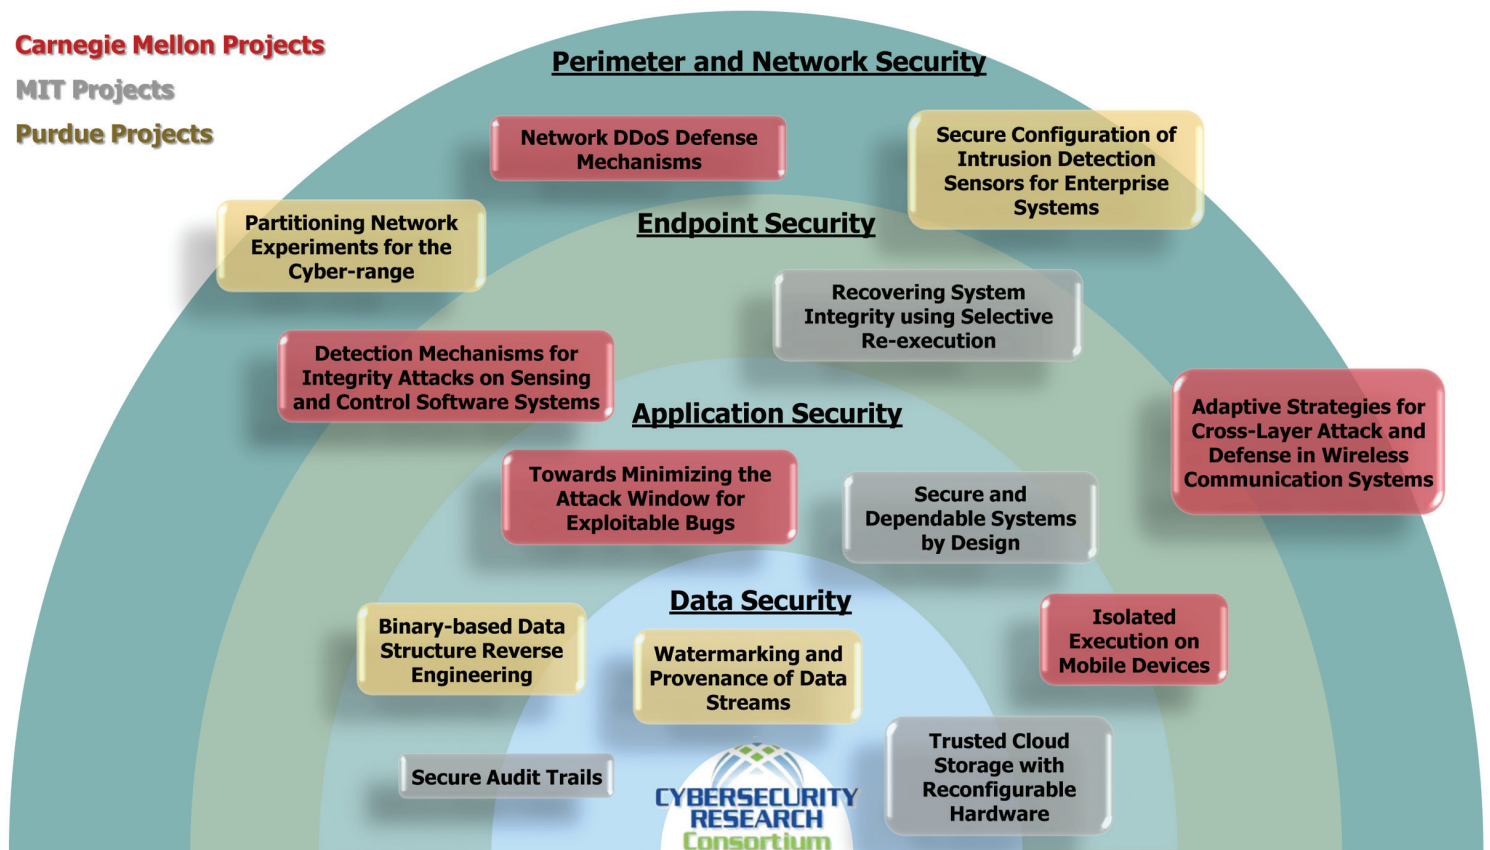 Carnegie Mellon Projects
MIT Projects
Purdue Projects
Perimeter and Network Security
Network DDoS Defense
Mechanisms
Secure Configuration of
Intrusion Detection
Sensors for Enterprise
Systems
Partitioning Network
Experiments for the
Cyber-range
Endpoint Security
Recovering System
Integrity using Selective
Re-execution
Detection Mechanisms for
Integrity Attacks on Sensing
and Control Software Systems
Adaptive Strategies for
Cross-Layer Attack and
Defense in Wireless
Communication Systems
Application Security
Towards Minimizing the
Attack Window for
Exploitable Bugs
Secure and
Dependable Systems
by Design
Data Security
Binary-based Data
Structure Reverse
Engineering
Watermarking and
Provenance of Data
Streams
Isolated
Execution on
Mobile Devices
Secure Audit Trails
Trusted Cloud
Storage with
Reconfigurable
Hardware
CYBERSECURITY
RESEARCH
Consortium